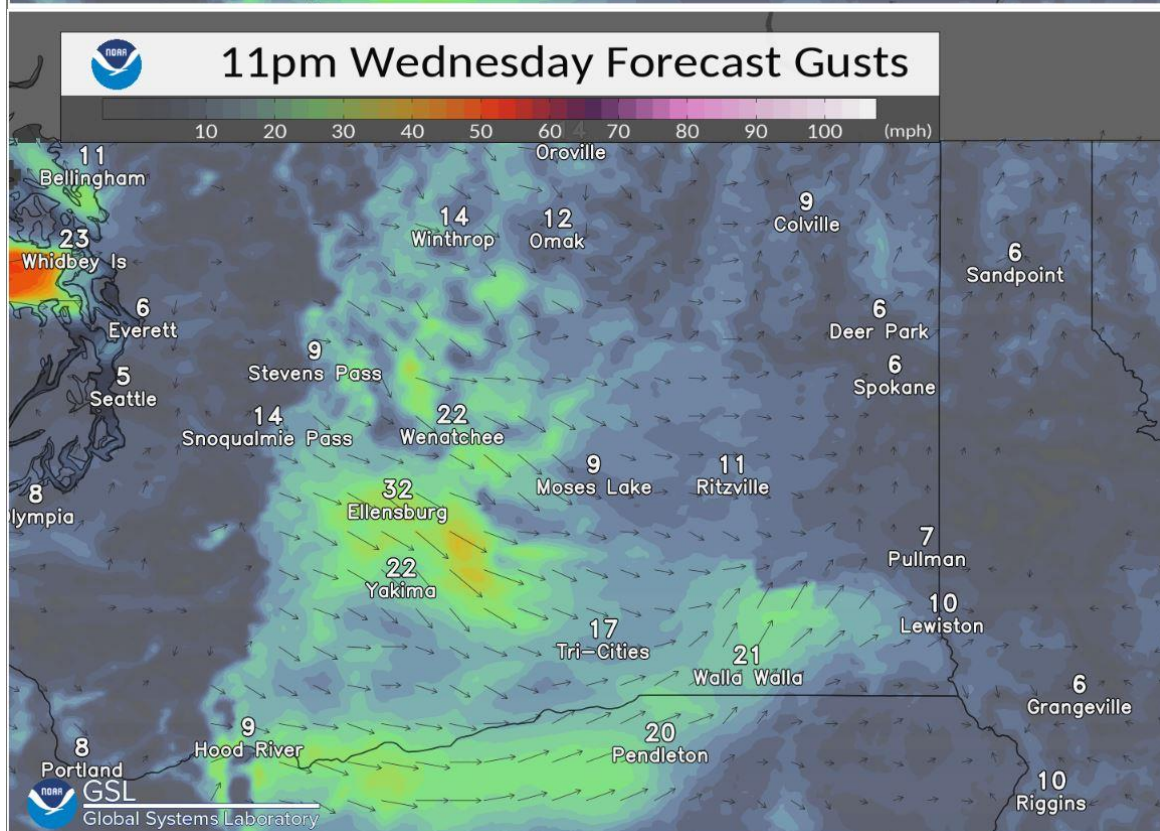 NOAA
11pm Wednesday Forecast Gusts
10 20 30 40 50 60 70 80 90 100 (mph)
4
Oroville
11
Bellingham
14
Winthrop
12
Omak
9
Colville
23
Whidbey Is
6
Sandpoint
6
Everett
6
Deer Park
9
Stevens Pass
6
Spokane
5
Seattle
14
Snoqualmie Pass
22
Wenatchee
9
Moses Lake
11
Ritzville
32
Ellensburg
8
lympia
7
Pullman
22
Yakima
10
Lewiston
17
Tri-Cities
21
Walla Walla
6
Grangeville
9
Hood River
20
Pendleton
8
Portland
10
Riggins
NOAA
GSL
Global Systems Laboratory